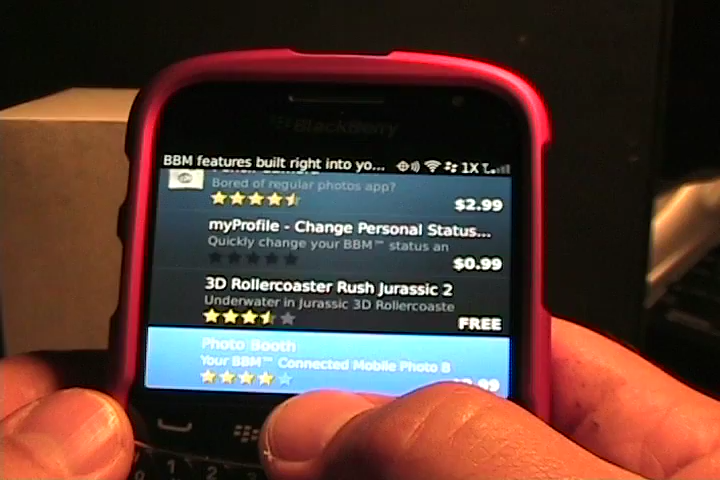 BlackBerry
BBM features built right into yo... 1X
Bored of regular photos app?
$2.99
myProfile - Change Personal Status...
Quickly change your BBM™ status an
$0.99
3D Rollercoaster Rush Jurassic 2
Underwater in Jurassic 3D Rollercoaste
FREE
Photo Booth
Your BBM™ Connected Mobile Photo B
1 2